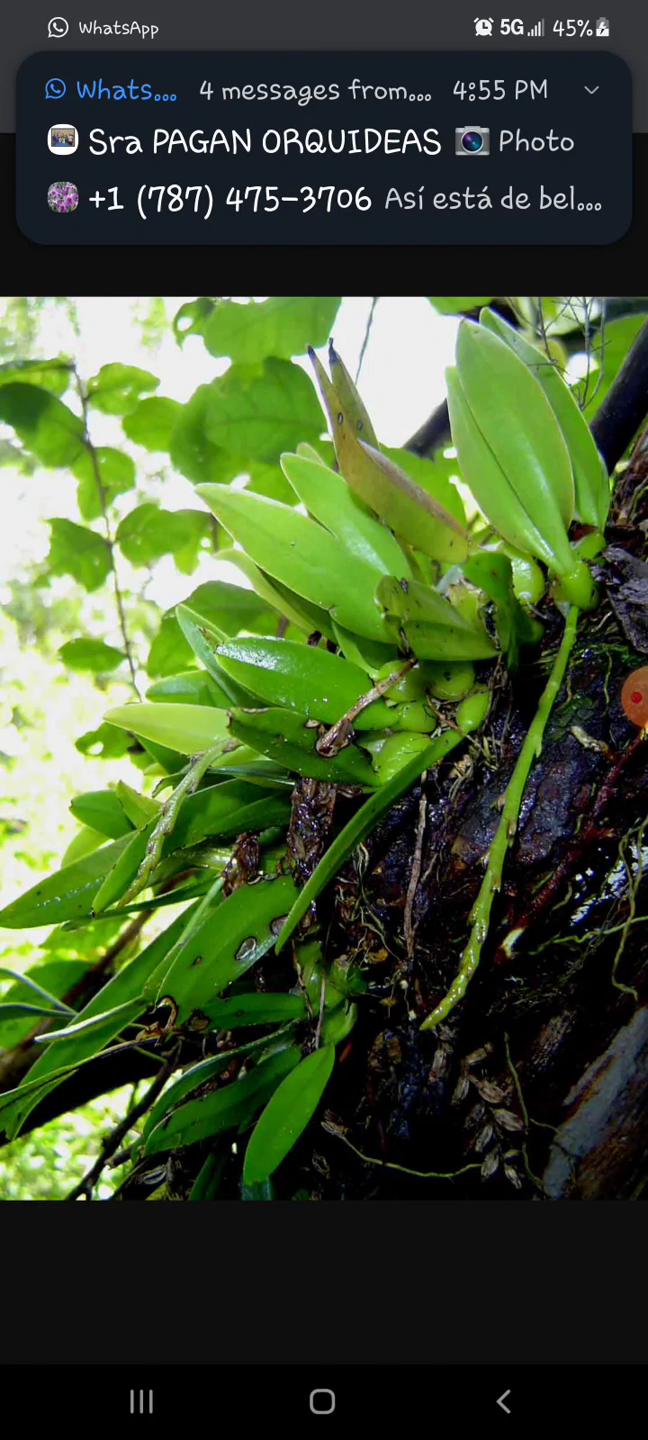 WhatsApp 5G 45%
Whats... 4 messages from... 4:55 PM
Sra PAGAN ORQUIDEAS Photo
+1 (787) 475-3706 Así está de bel...